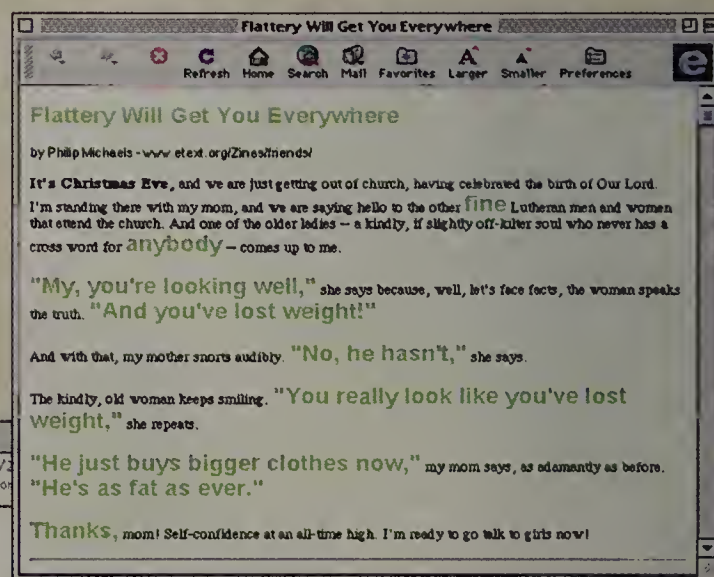 Flattery Will Get You Everywhere
Refresh Home Search Mail Favorites Larger Smaller Preferences
Flattery Will Get You Everywhere
by Philip Michaels - www.etext.org/Zines/friends/
It's Christmas Eve, and we are just getting out of church, having celebrated the birth of Our Lord.
I'm standing there with my mom, and we are saying hello to the other fine Lutheran men and women
that attend the church. And one of the older ladies -- a kindly, if slightly off-kilter soul who never has a
cross word for anybody -- comes up to me.
"My, you're looking well," she says because, well, let's face facts, the woman speaks
the truth. "And you've lost weight!"
And with that, my mother snorts audibly. "No, he hasn't," she says.
The kindly, old woman keeps smiling. "You really look like you've lost
weight," she repeats.
"He just buys bigger clothes now," my mom says, as adamantly as before.
"He's as fat as ever."
Thanks, mom! Self-confidence at an all-time high. I'm ready to go talk to girls now!